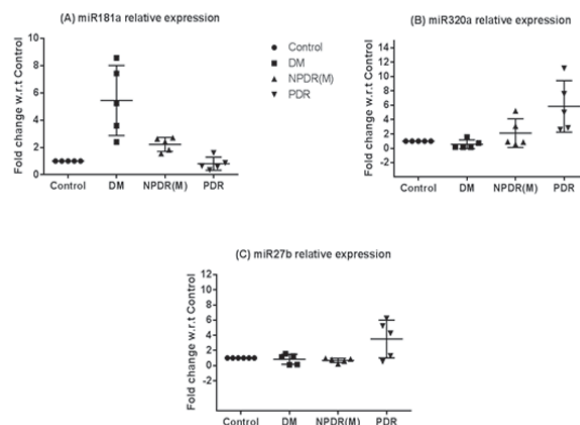 (A) miR181a relative expression
Fold change w.r.t Control
10
8
6
4
2
0
Control DM NPDR(M) PDR
Control
DM
NPDR(M)
PDR
(B) miR320a relative expression
Fold change w.r.t Control
14
12
10
8
6
4
2
0
-2
Control DM NPDR(M) PDR
(C) miR27b relative expression
Fold change w.r.t Control
12
10
8
6
4
2
0
-2
Control DM NPDR(M) PDR